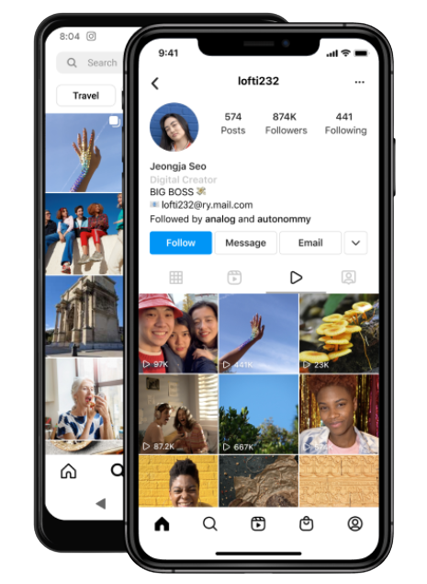 8:04
Search
Travel
9:41
lofti232
574 874K 441
Posts Followers Following
Jeongja Seo
Digital Creator
BIG BOSS
lofti232@ry.mail.com
Followed by analog and autonommy
Follow Message Email
97K 441K 23K
87.2K 667K